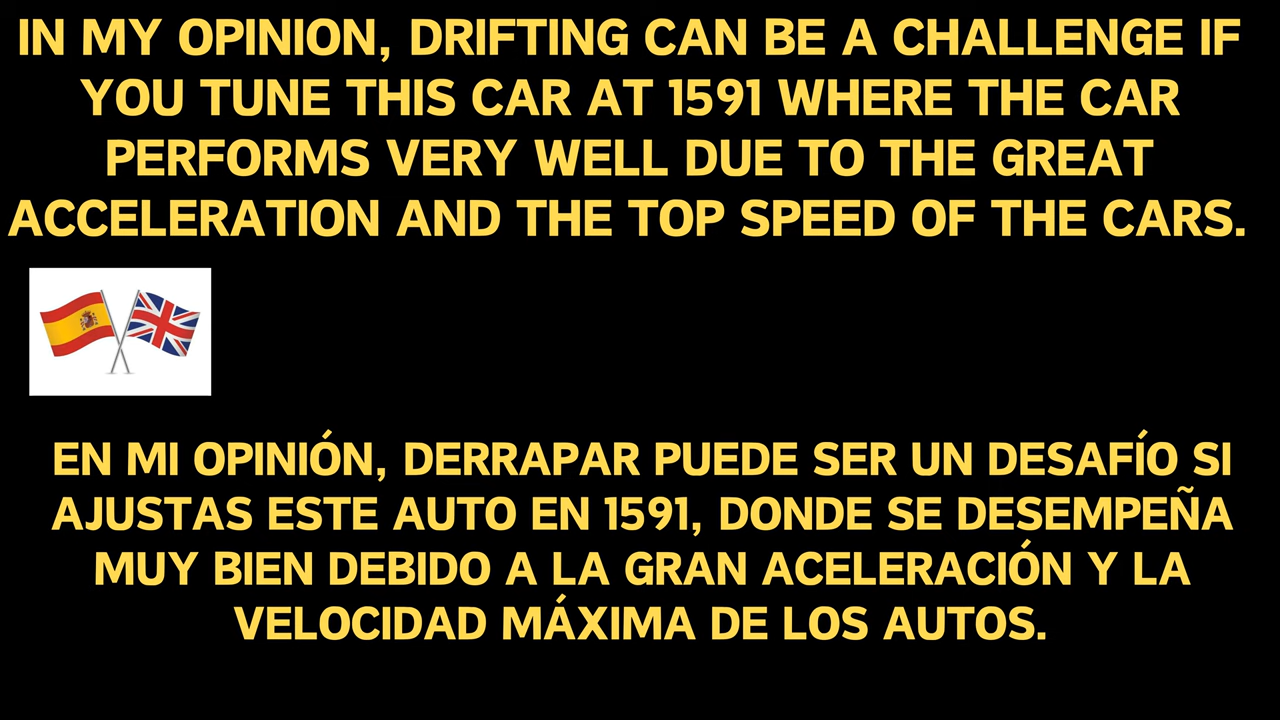 IN MY OPINION, DRIFTING CAN BE A CHALLENGE IF
YOU TUNE THIS CAR AT 1591 WHERE THE CAR
PERFORMS VERY WELL DUE TO THE GREAT
ACCELERATION AND THE TOP SPEED OF THE CARS.
EN MI OPINIÓN, DERRAPAR PUEDE SER UN DESAFÍO SI
AJUSTAS ESTE AUTO EN 1591, DONDE SE DESEMPEÑA
MUY BIEN DEBIDO A LA GRAN ACELERACIÓN Y LA
VELOCIDAD MÁXIMA DE LOS AUTOS.